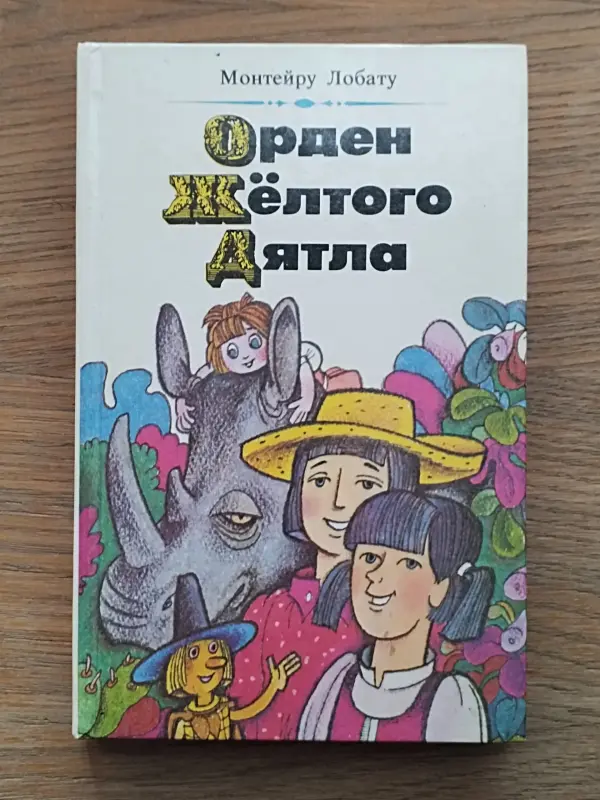 Монтейру Лобату
Орден
Жёлтого
Дятла